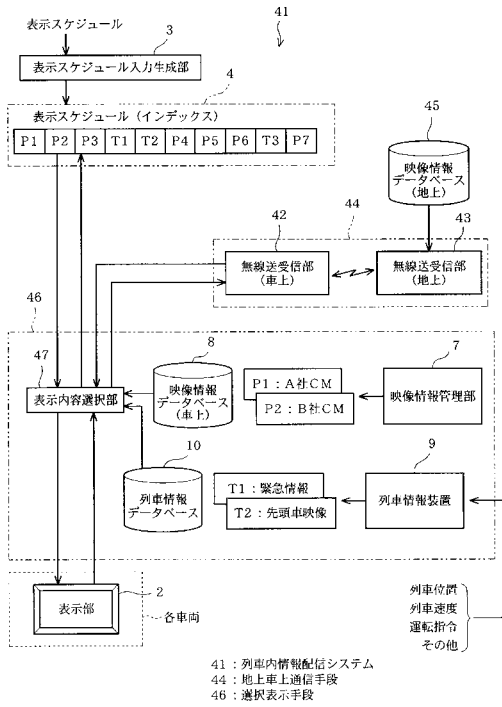 表示スケジュール
41
3
表示スケジュール入力生成部
4
表示スケジュール(インデックス)
P1 P2 P3 T1 T2 P4 P5 P6 T3 P7
45
映像情報
データベース
(地上)
42
44
43
無線送受信部
(車上)
無線送受信部
(地上)
46
47
表示内容選択部
8
映像情報
データベース
(車上)
P1:A社CM
P2:B社CM
7
映像情報管理部
10
列車情報
データベース
T1:緊急情報
T2:先頭車映像
9
列車情報装置
2
表示部
各車両
列車位置
列車速度
運転指令
その他
41:列車内情報配信システム
44:地上車上通信手段
46:選択表示手段